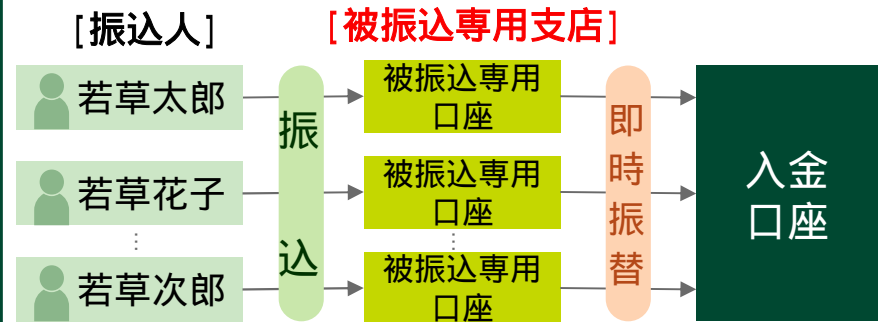 [振込人]
[被振込専用支店]
若草太郎
若草花子
若草次郎
振込
被振込専用
口座
被振込専用
口座
被振込専用
口座
即時振替
入金
口座